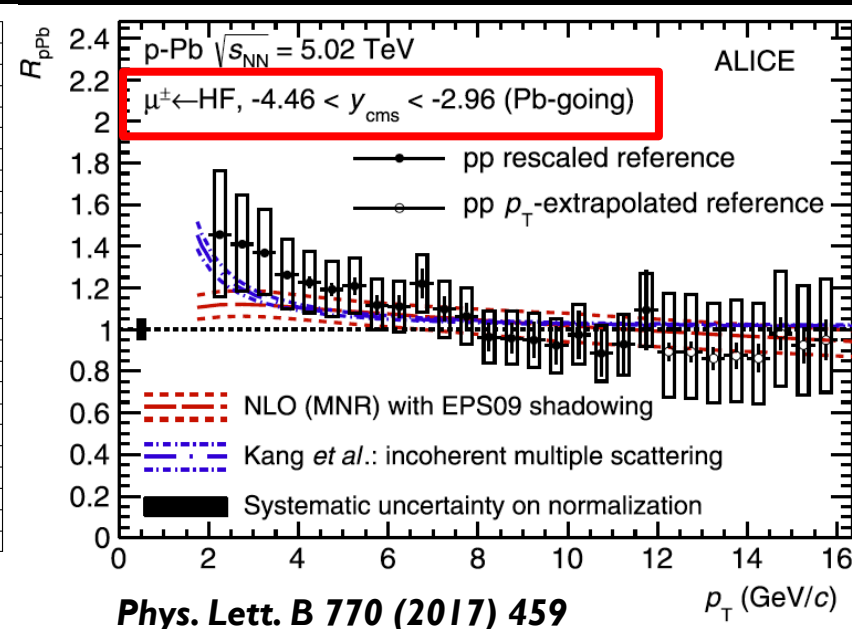 R_pPb
2.4
2.2
2
1.8
1.6
1.4
1.2
1
0.8
0.6
0.4
0.2
0
p-Pb √s_NN = 5.02 TeV
ALICE
μ±←HF, -4.46 < y_cms < -2.96 (Pb-going)
pp rescaled reference
pp p_T-extrapolated reference
NLO (MNR) with EPS09 shadowing
Kang et al.: incoherent multiple scattering
Systematic uncertainty on normalization
0 2 4 6 8 10 12 14 16
p_T (GeV/c)
Phys. Lett. B 770 (2017) 459